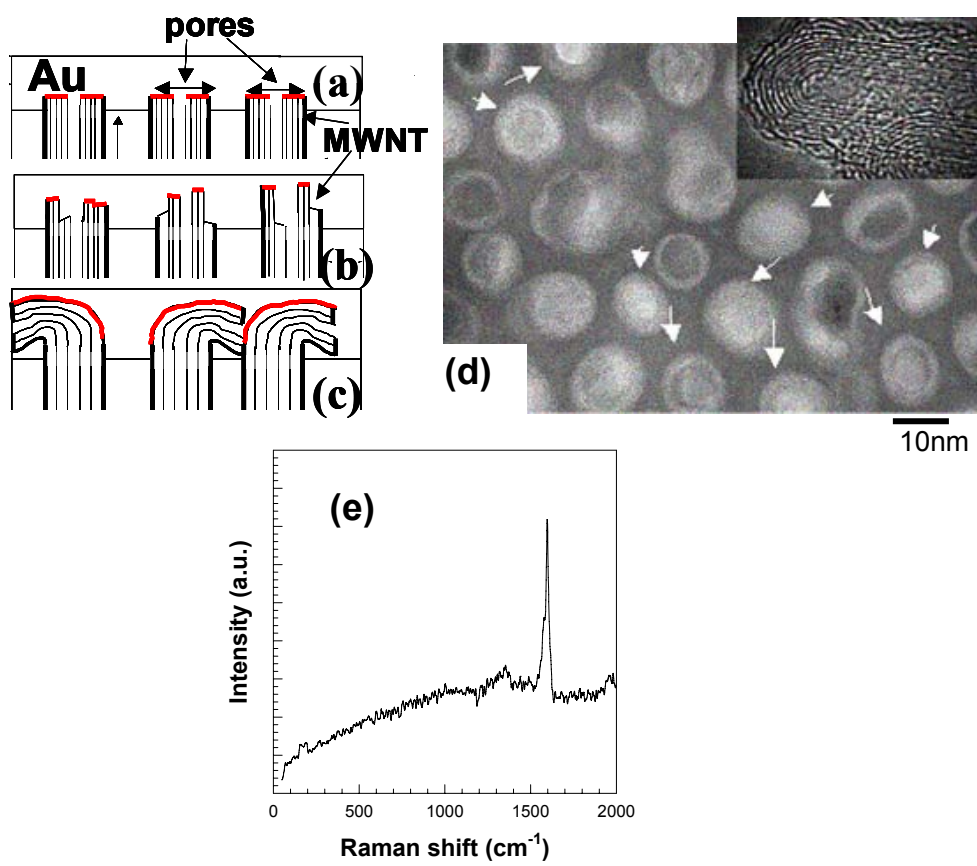 pores
Au
(a)
MWNT
(b)
(c)
(d)
10nm
(e)
Intensity (a.u.)
0 500 1000 1500 2000
Raman shift (cm⁻¹)